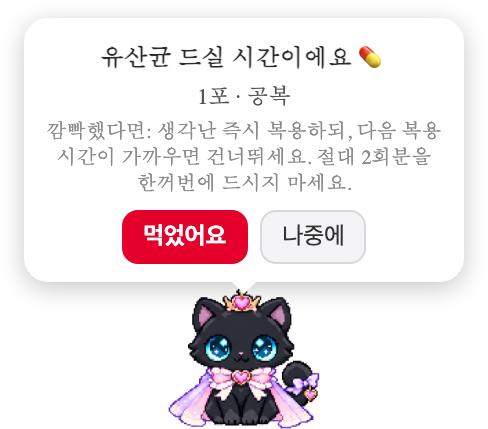 유산균 드실 시간이에요 💊
1포 · 공복
깜빡했다면: 생각난 즉시 복용하되, 다음 복용
시간이 가까우면 건너뛰세요. 절대 2회분을
한꺼번에 드시지 마세요.
먹었어요 나중에